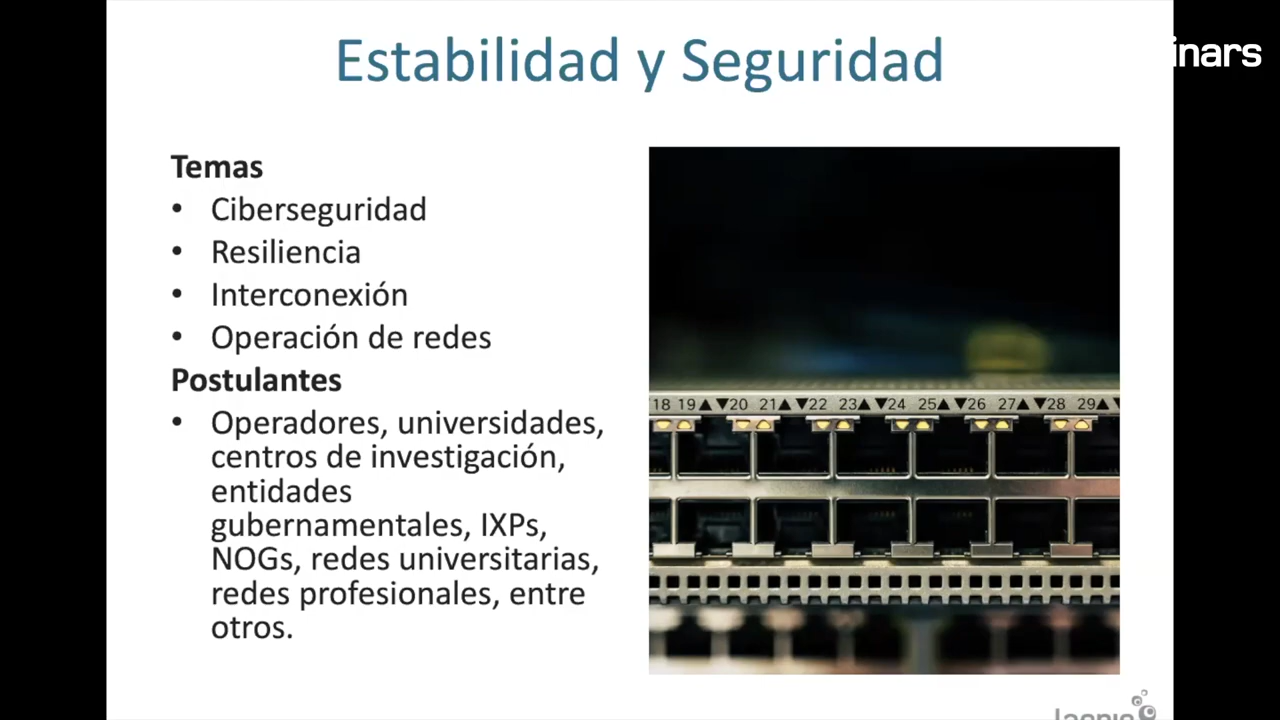 Estabilidad y Seguridad
inars
Temas
• Ciberseguridad
• Resiliencia
• Interconexión
• Operación de redes
Postulantes
• Operadores, universidades,
centros de investigación,
entidades
gubernamentales, IXPs,
NOGs, redes universitarias,
redes profesionales, entre
otros.
18 19▲▼20 21▲▼22 23▲▼24 25▲▼26 27▲▼28 29▲▼
lacnic